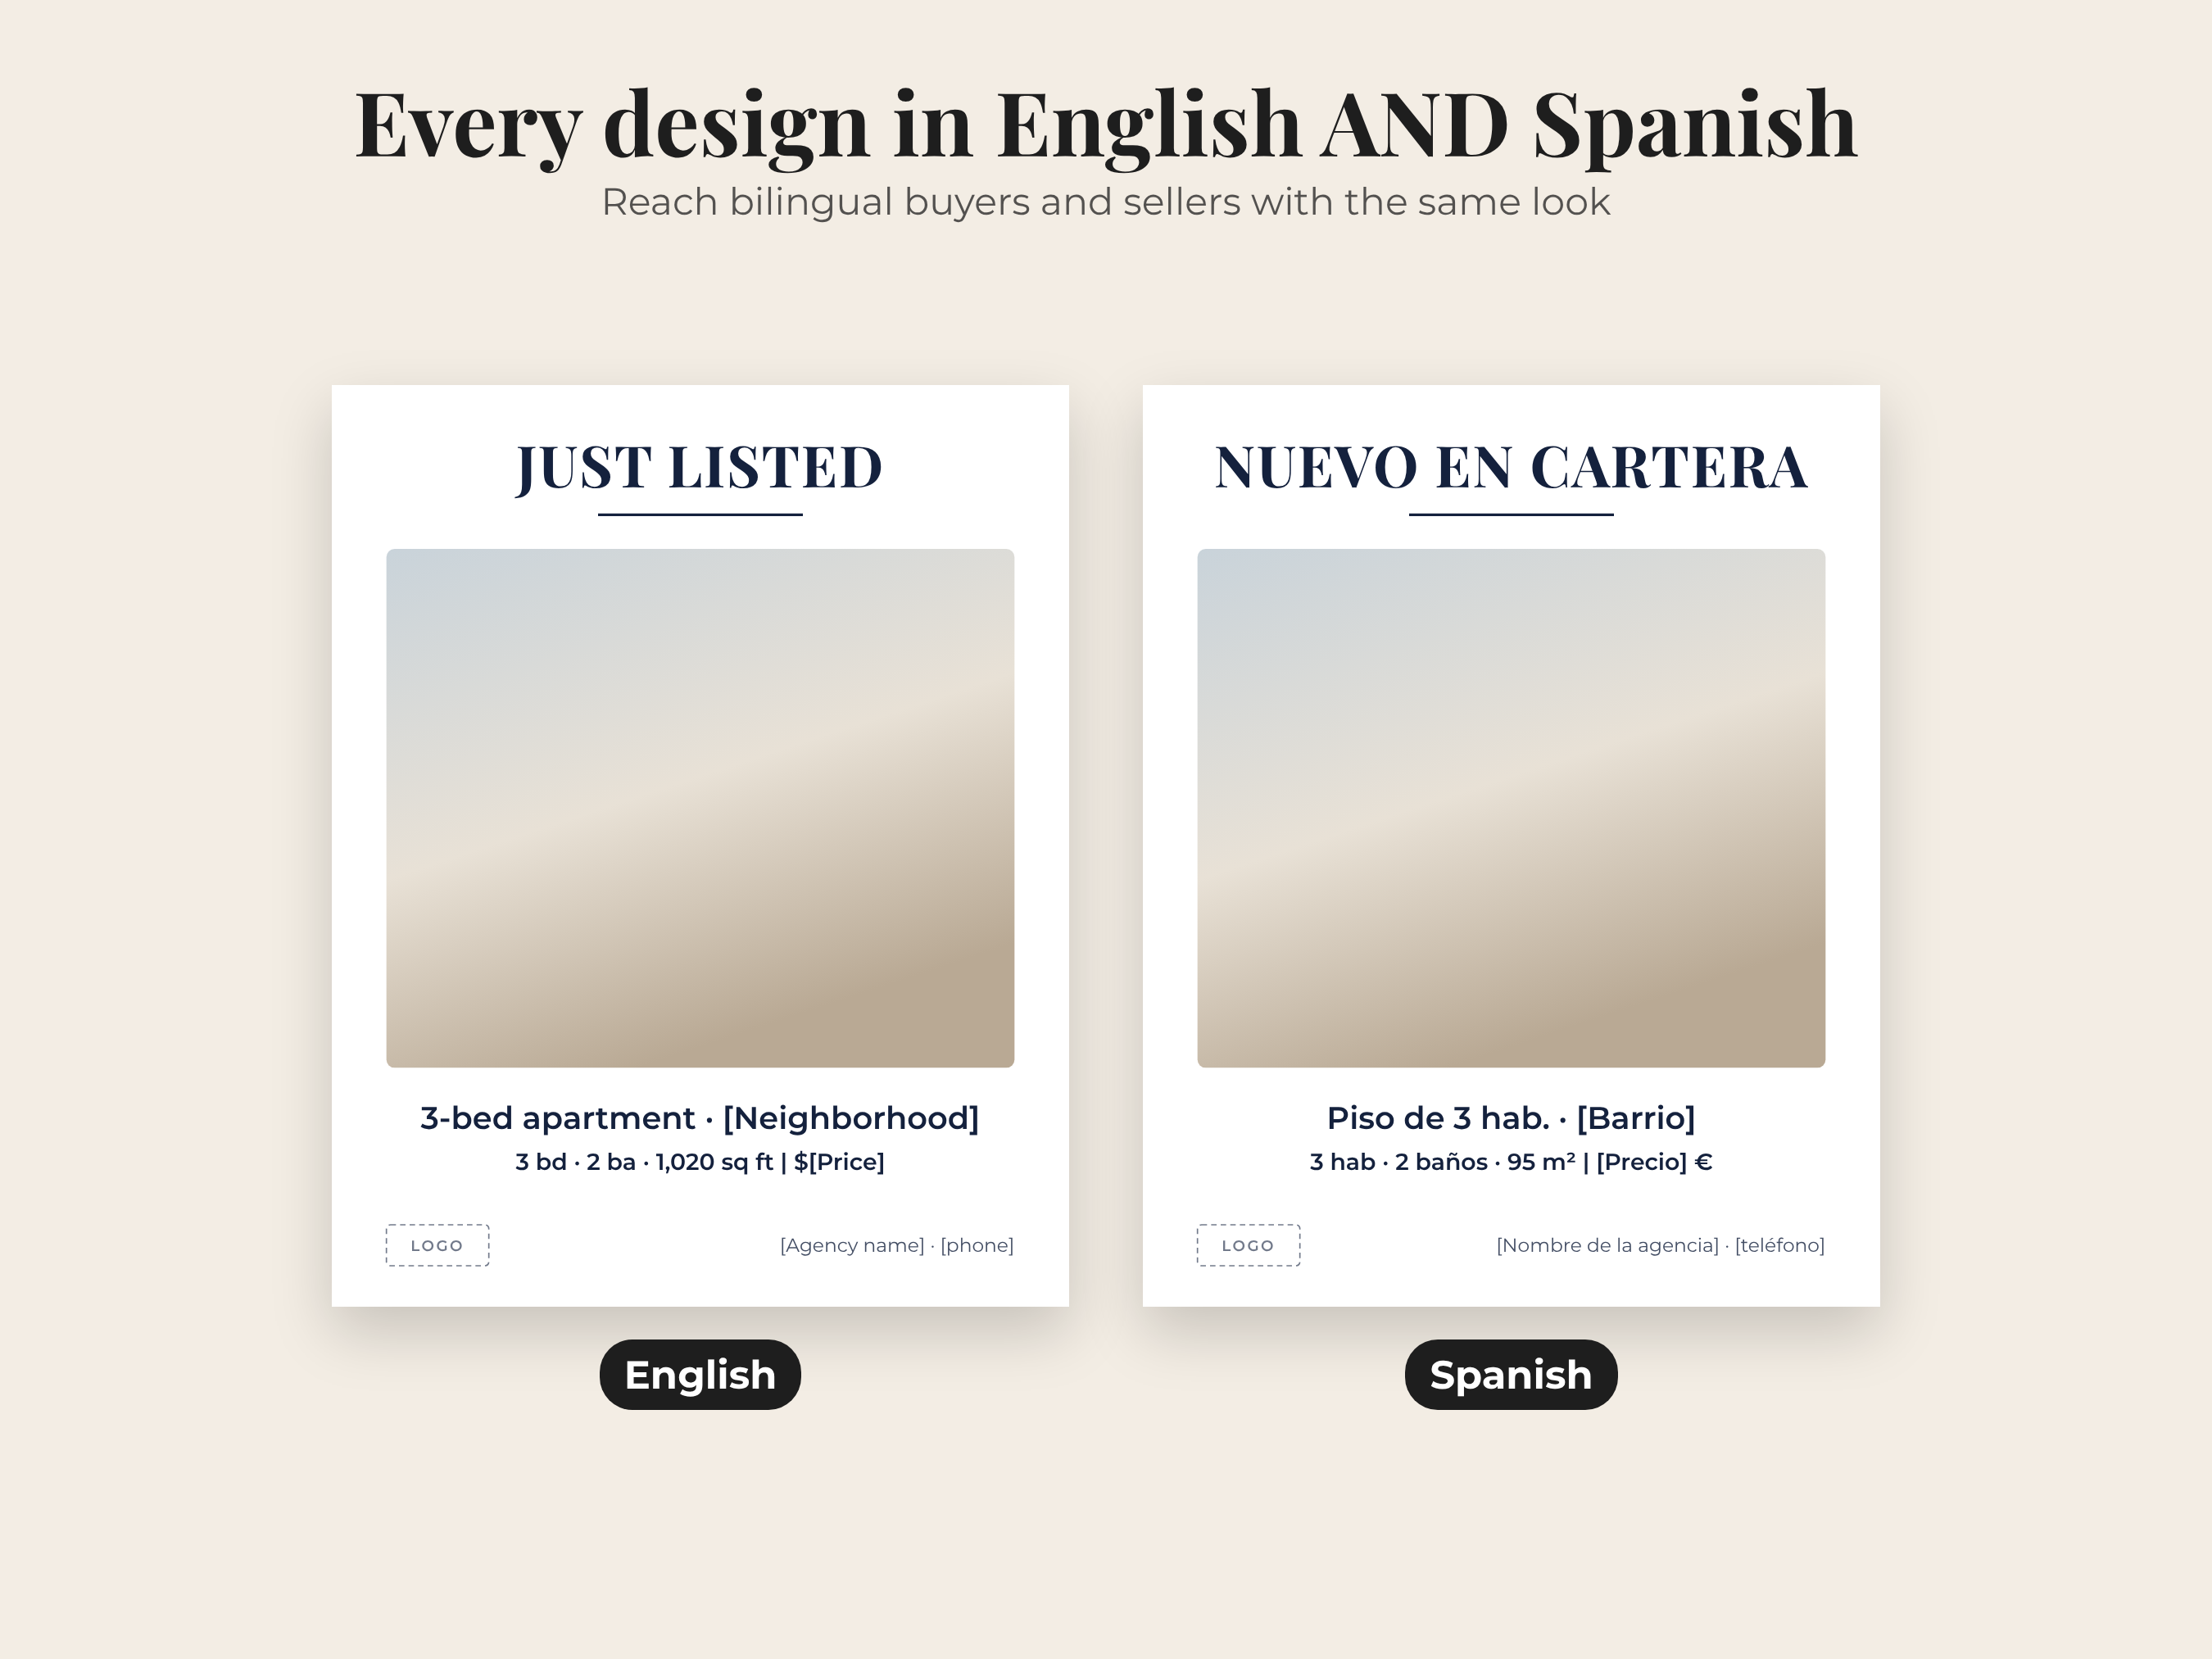 Every design in English AND Spanish
Reach bilingual buyers and sellers with the same look
JUST LISTED
3-bed apartment · [Neighborhood]
3 bd · 2 ba · 1,020 sq ft | $[Price]
LOGO
[Agency name] · [phone]
English
NUEVO EN CARTERA
Piso de 3 hab. · [Barrio]
3 hab · 2 baños · 95 m² | [Precio] €
LOGO
[Nombre de la agencia] · [teléfono]
Spanish